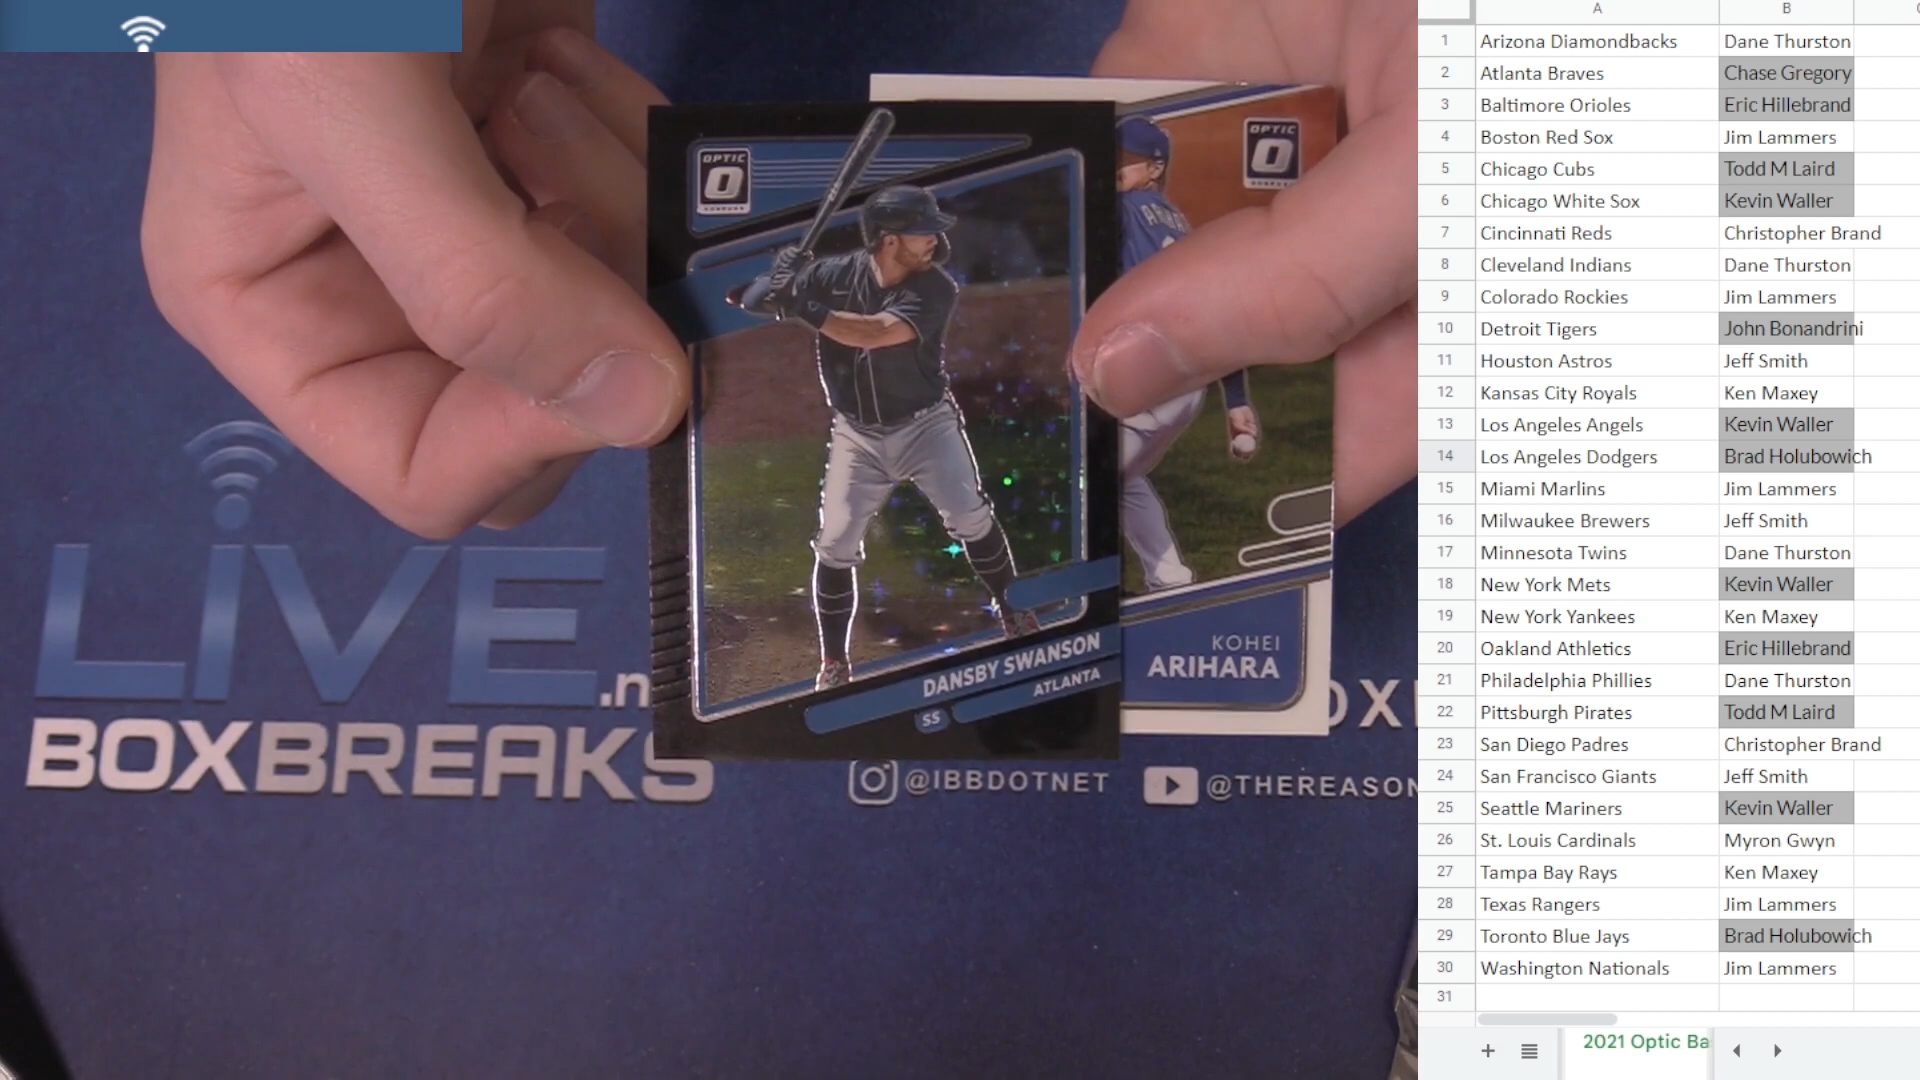 OPTIC
O
DONRUSS
DANSBY SWANSON
ATLANTA
SS
OPTIC
O
KOHEI
ARIHARA
LIVE.n
BOXBREAKS
OXB
@IBBDOTNET
@THEREASON
A B
1 Arizona Diamondbacks Dane Thurston
2 Atlanta Braves Chase Gregory
3 Baltimore Orioles Eric Hillebrand
4 Boston Red Sox Jim Lammers
5 Chicago Cubs Todd M Laird
6 Chicago White Sox Kevin Waller
7 Cincinnati Reds Christopher Brand
8 Cleveland Indians Dane Thurston
9 Colorado Rockies Jim Lammers
10 Detroit Tigers John Bonandrini
11 Houston Astros Jeff Smith
12 Kansas City Royals Ken Maxey
13 Los Angeles Angels Kevin Waller
14 Los Angeles Dodgers Brad Holubowich
15 Miami Marlins Jim Lammers
16 Milwaukee Brewers Jeff Smith
17 Minnesota Twins Dane Thurston
18 New York Mets Kevin Waller
19 New York Yankees Ken Maxey
20 Oakland Athletics Eric Hillebrand
21 Philadelphia Phillies Dane Thurston
22 Pittsburgh Pirates Todd M Laird
23 San Diego Padres Christopher Brand
24 San Francisco Giants Jeff Smith
25 Seattle Mariners Kevin Waller
26 St. Louis Cardinals Myron Gwyn
27 Tampa Bay Rays Ken Maxey
28 Texas Rangers Jim Lammers
29 Toronto Blue Jays Brad Holubowich
30 Washington Nationals Jim Lammers
31
2021 Optic Ba